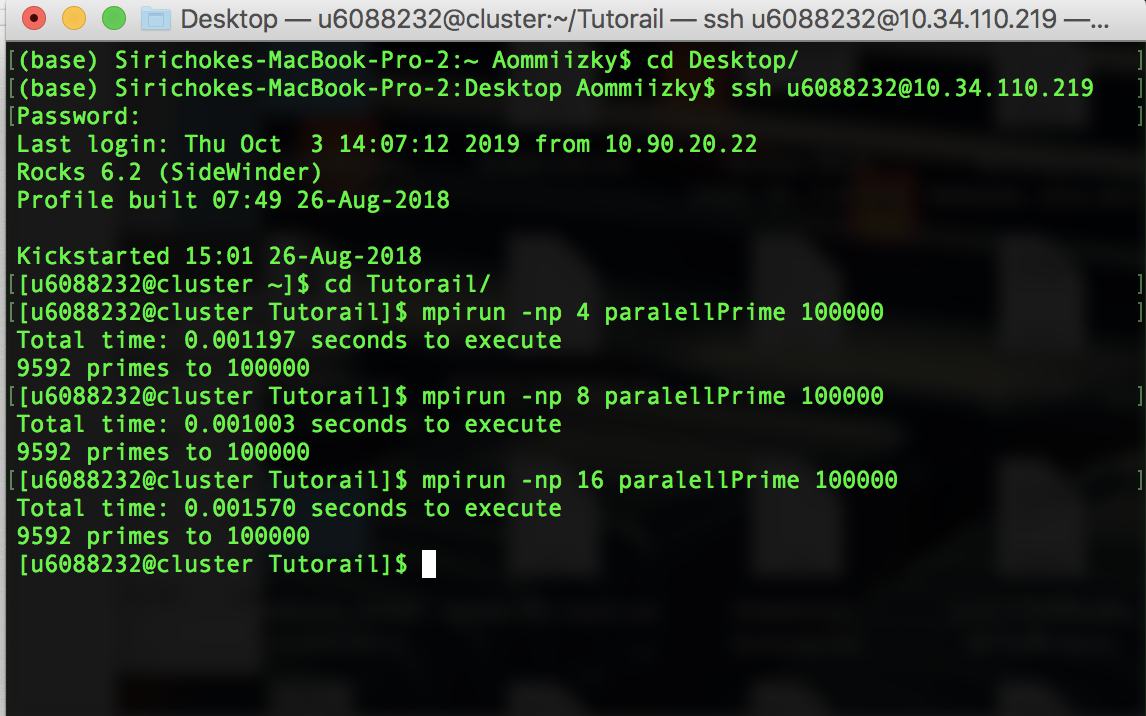 Desktop — u6088232@cluster:~/Tutorail — ssh u6088232@10.34.110.219 —...
[(base) Sirichokes-MacBook-Pro-2:~ Aommiizky$ cd Desktop/ ]
[(base) Sirichokes-MacBook-Pro-2:Desktop Aommiizky$ ssh u6088232@10.34.110.219 ]
[Password: ]
Last login: Thu Oct  3 14:07:12 2019 from 10.90.20.22
Rocks 6.2 (SideWinder)
Profile built 07:49 26-Aug-2018
Kickstarted 15:01 26-Aug-2018
[[u6088232@cluster ~]$ cd Tutorail/ ]
[[u6088232@cluster Tutorail]$ mpirun -np 4 paralellPrime 100000 ]
Total time: 0.001197 seconds to execute
9592 primes to 100000
[[u6088232@cluster Tutorail]$ mpirun -np 8 paralellPrime 100000 ]
Total time: 0.001003 seconds to execute
9592 primes to 100000
[[u6088232@cluster Tutorail]$ mpirun -np 16 paralellPrime 100000 ]
Total time: 0.001570 seconds to execute
9592 primes to 100000
[u6088232@cluster Tutorail]$